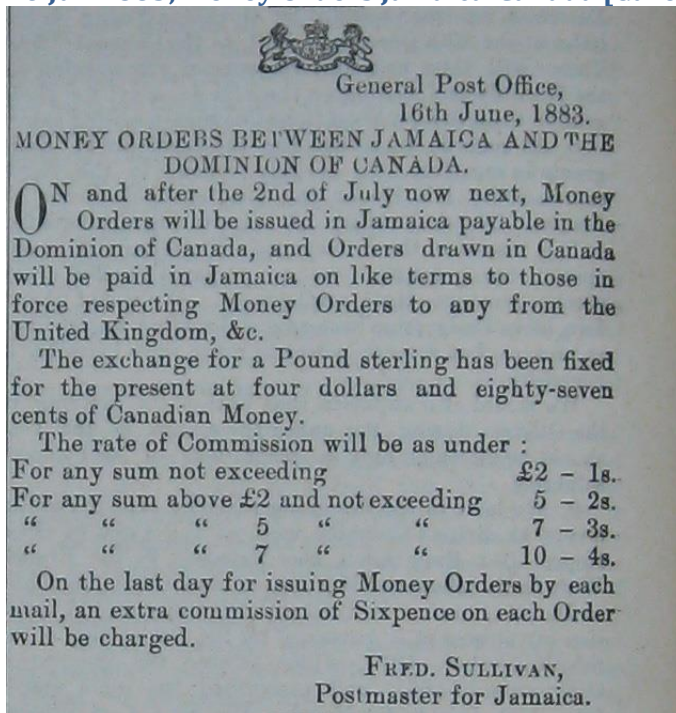 General Post Office,
16th June, 1883.
MONEY ORDERS BETWEEN JAMAICA AND THE
DOMINION OF CANADA.
ON and after the 2nd of July now next, Money
Orders will be issued in Jamaica payable in the
Dominion of Canada, and Orders drawn in Canada
will be paid in Jamaica on like terms to those in
force respecting Money Orders to any from the
United Kingdom, &c.
The exchange for a Pound sterling has been fixed
for the present at four dollars and eighty-seven
cents of Canadian Money.
The rate of Commission will be as under :
For any sum not exceeding £2 – 1s.
For any sum above £2 and not exceeding 5 – 2s.
“ “ “ 5 “ “ 7 – 3s.
“ “ “ 7 “ “ 10 – 4s.
On the last day for issuing Money Orders by each
mail, an extra commission of Sixpence on each Order
will be charged.
FRED. SULLIVAN,
Postmaster for Jamaica.